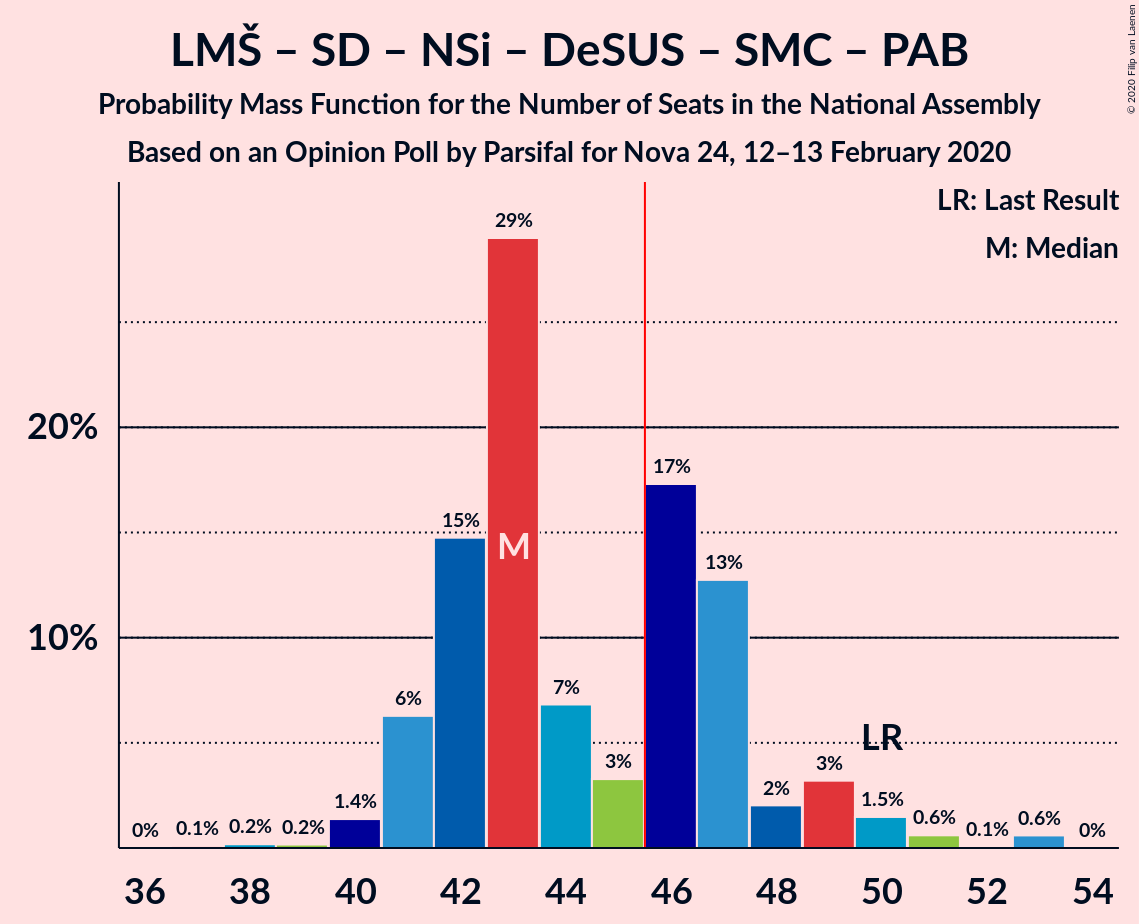 LMŠ – SD – NSi – DeSUS – SMC – PAB
Probability Mass Function for the Number of Seats in the National Assembly
Based on an Opinion Poll by Parsifal for Nova 24, 12–13 February 2020
© 2020 Filip van Laenen
LR: Last Result
M: Median
20%
10%
0%
0.1%
0.2%
0.2%
1.4%
6%
15%
29%
M
7%
3%
17%
13%
2%
3%
LR
1.5%
0.6%
0.1%
0.6%
0%
36 38 40 42 44 46 48 50 52 54